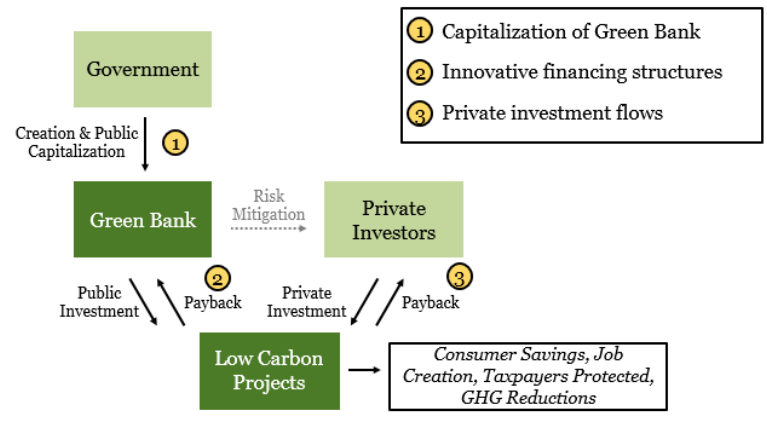 1 Capitalization of Green Bank
2 Innovative financing structures
3 Private investment flows
Government
Creation & Public
Capitalization
1
Green Bank
Risk
Mitigation
Private
Investors
2
3
Public
Investment
Payback
Private
Investment
Payback
Low Carbon
Projects
Consumer Savings, Job
Creation, Taxpayers Protected,
GHG Reductions